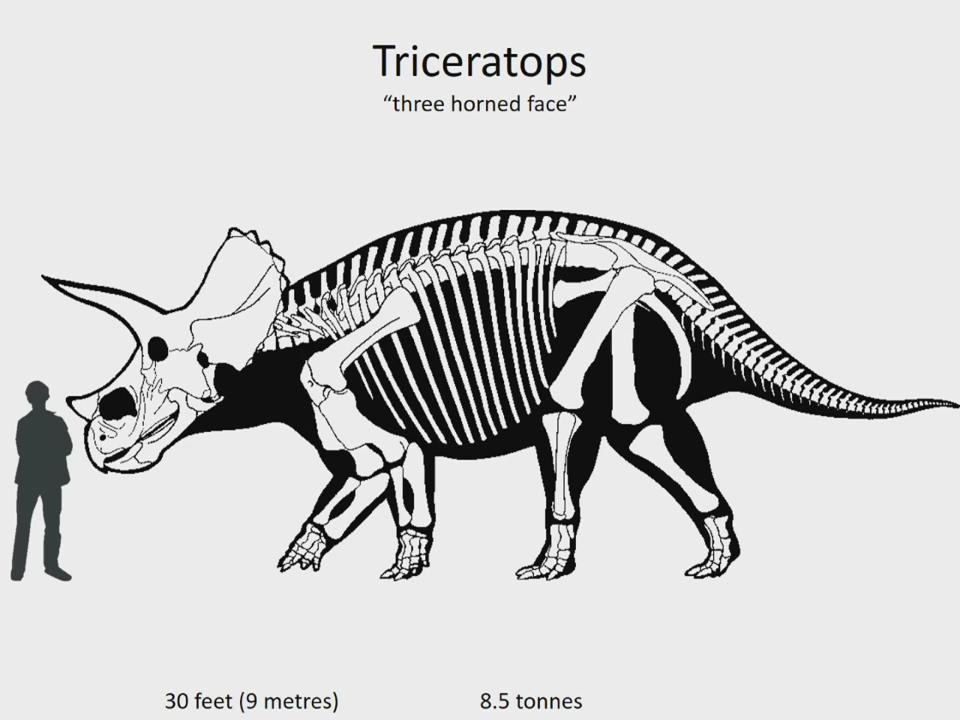 Triceratops
“three horned face”
30 feet (9 metres) 8.5 tonnes